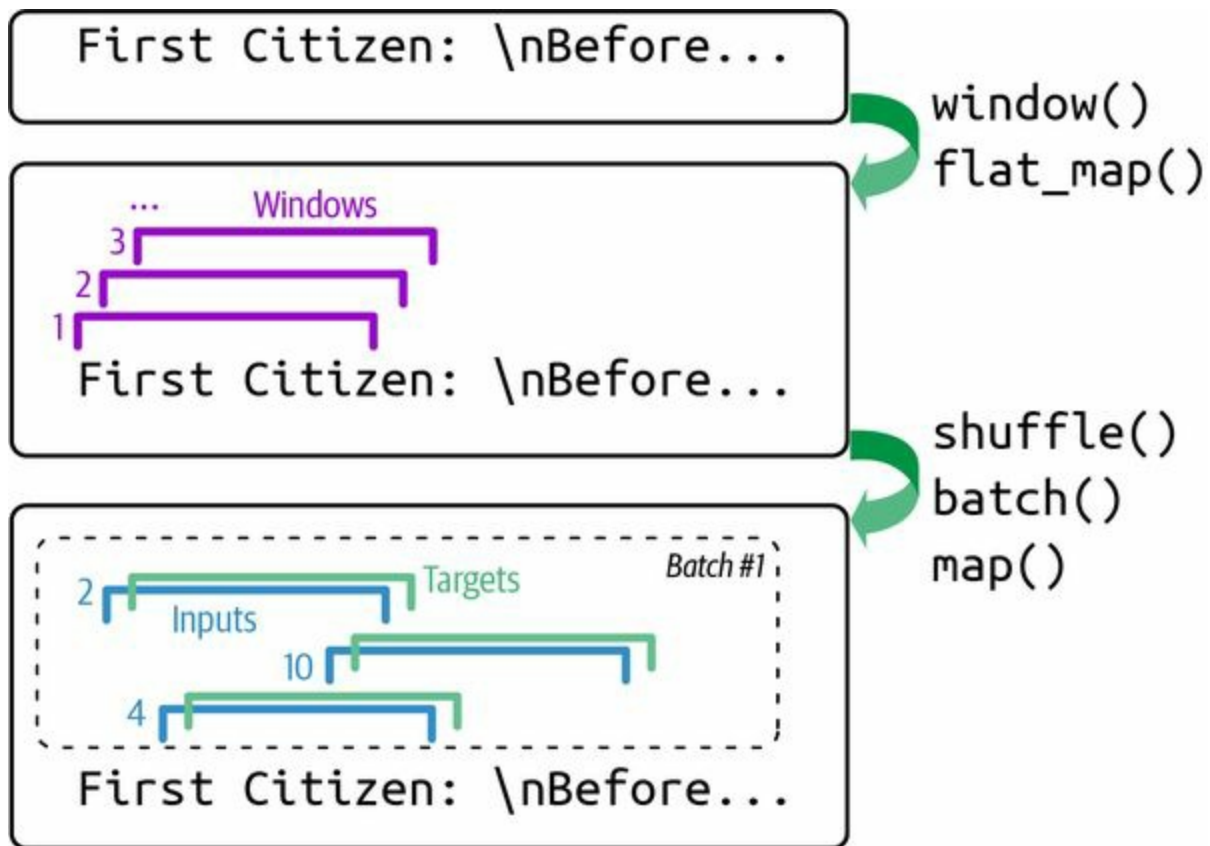 First Citizen: \nBefore...
window()
flat_map()
... Windows
3
2
1
First Citizen: \nBefore...
shuffle()
batch()
map()
Batch #1
2 Targets
Inputs
10
4
First Citizen: \nBefore...